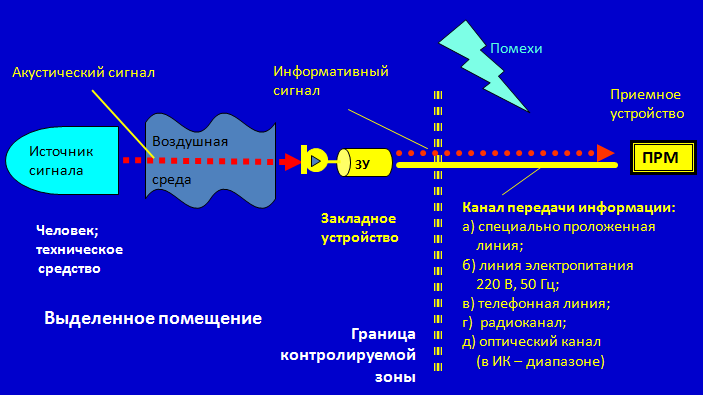 Помехи
Акустический сигнал
Информативный
сигнал
Приемное
устройство
Источник
сигнала
Воздушная
среда
ЗУ
ПРМ
Человек;
техническое
средство
Закладное
устройство
Канал передачи информации:
а) специально проложенная
линия;
б) линия электропитания
220 В, 50 Гц;
в) телефонная линия;
г) радиоканал;
д) оптический канал
(в ИК – диапазоне)
Выделенное помещение
Граница
контролируемой
зоны